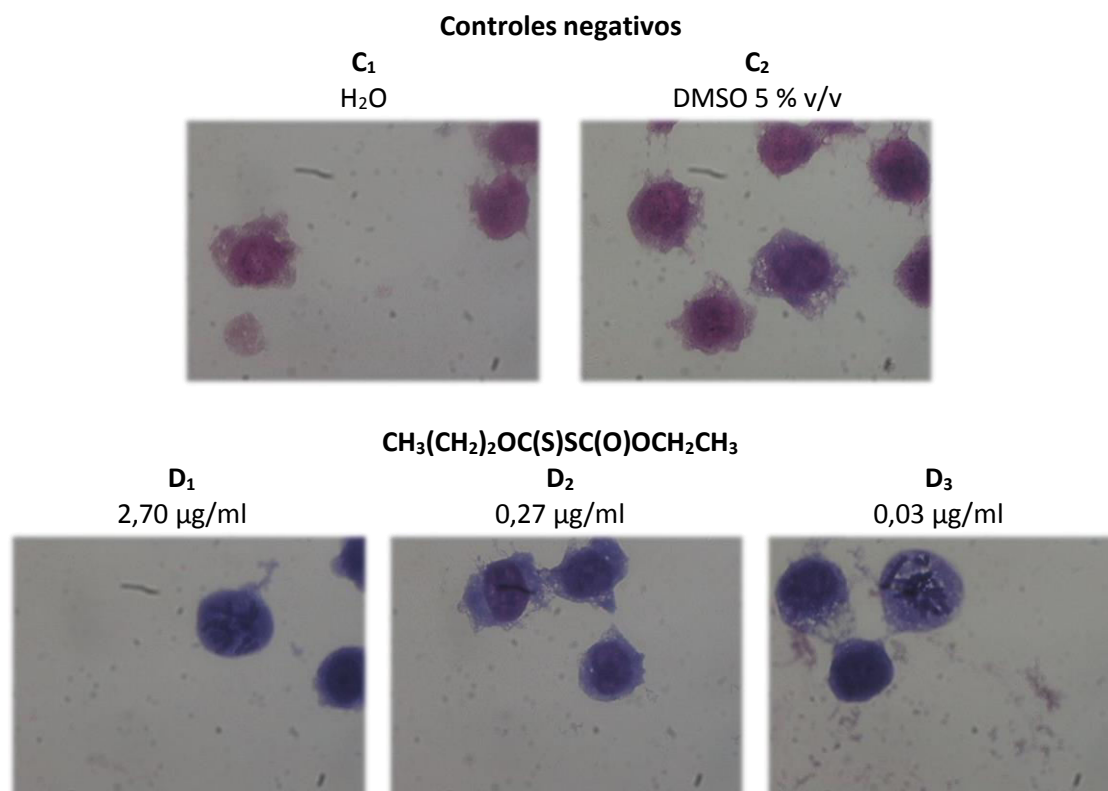 Controles negativos
C₁ C₂
H₂O DMSO 5 % v/v
CH₃(CH₂)₂OC(S)SC(O)OCH₂CH₃
D₁ D₂ D₃
2,70 µg/ml 0,27 µg/ml 0,03 µg/ml